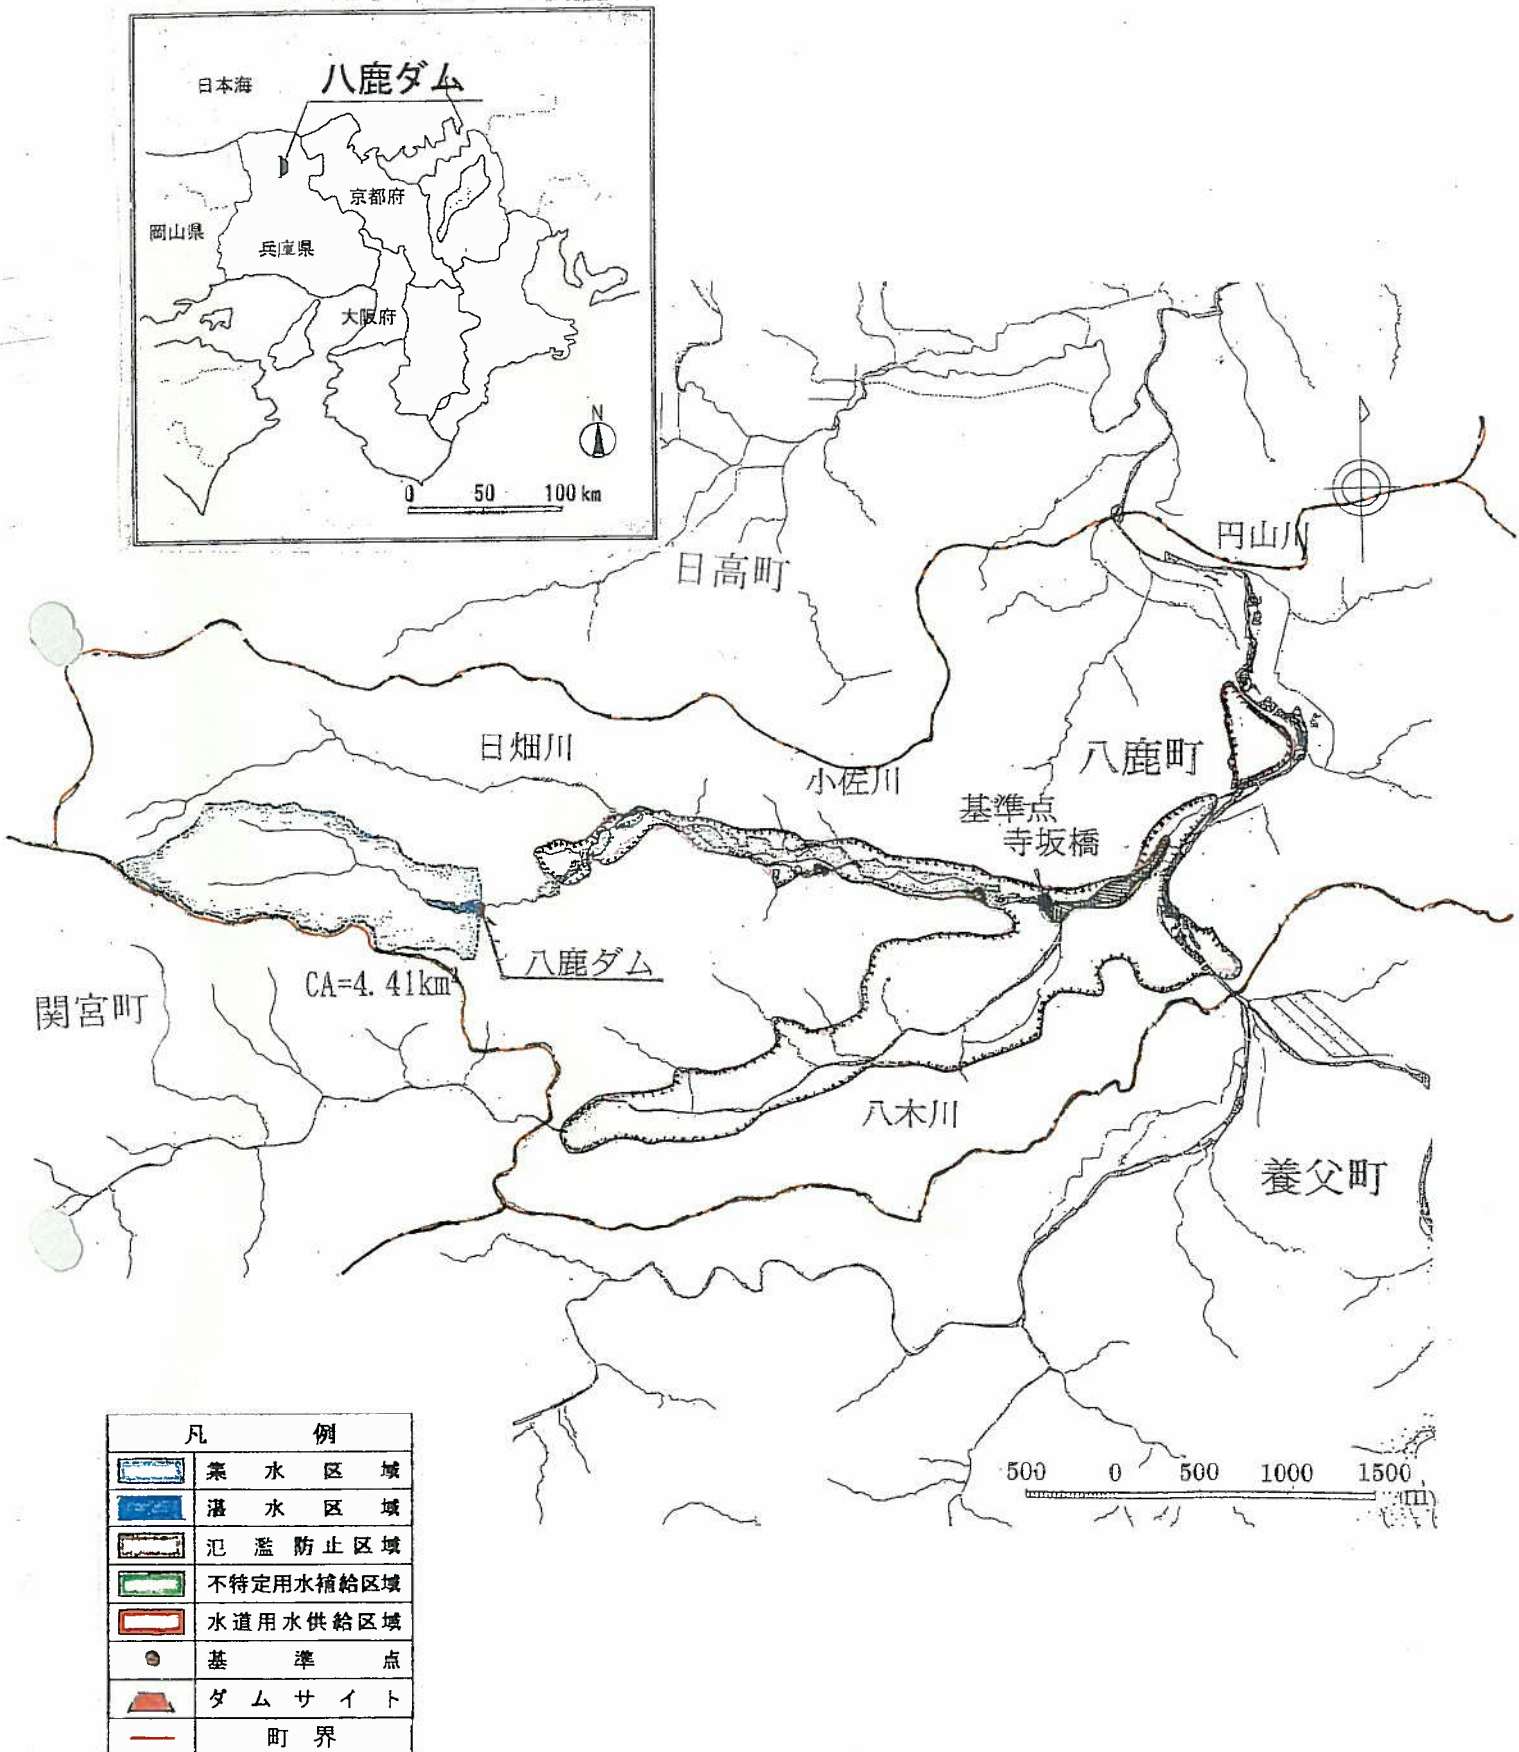 日本海
八鹿ダム
京都府
岡山県
兵庫県
大阪府
N
0 50 100 km
円山川
日高町
日畑川
小佐川
八鹿町
基準点
寺坂橋
八鹿ダム
CA=4.41km²
関宮町
八木川
養父町
凡例
集水区域
湛水区域
氾濫防止区域
不特定用水補給区域
水道用水供給区域
基準点
ダムサイト
町界
500 0 500 1000 1500
m